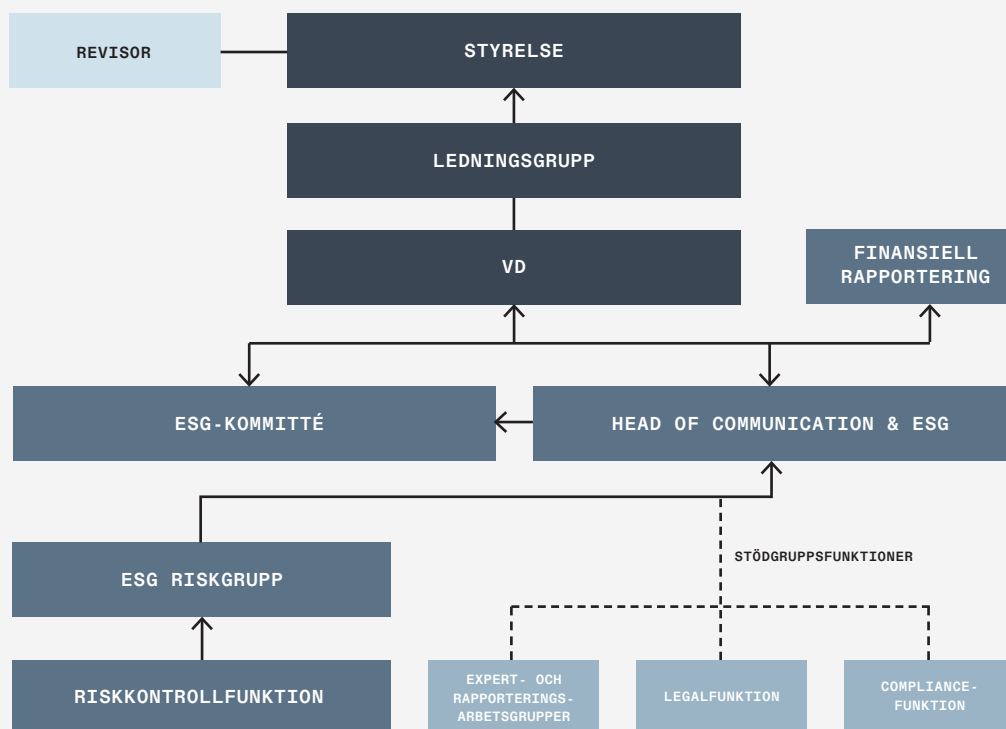 REVISOR
STYRELSE
LEDNINGSGRUPP
VD
FINANSIELL
RAPPORTERING
ESG-KOMMITTÉ
HEAD OF COMMUNICATION & ESG
STÖDGRUPPSFUNKTIONER
ESG RISKGRUPP
RISKKONTROLLFUNKTION
EXPERT- OCH
RAPPORTERINGS-
ARBETSGRUPPER
LEGALFUNKTION
COMPLIANCE-
FUNKTION